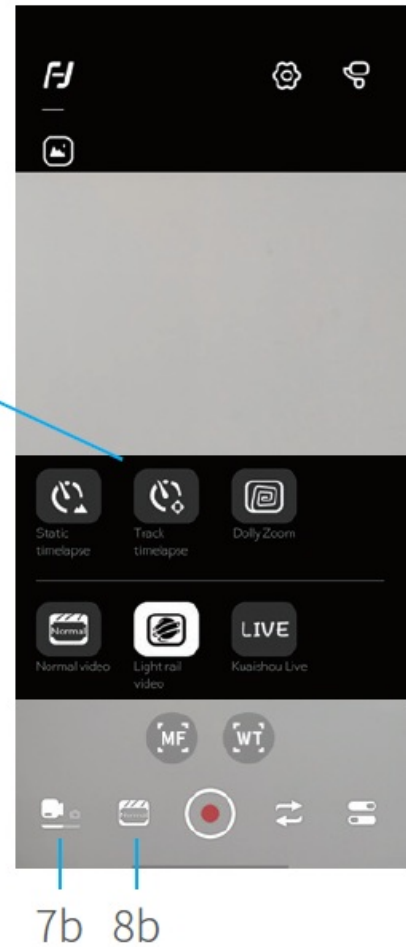 Static
timelapse
Track
timelapse
Dolly Zoom
Normal
LIVE
Normal video
Light rail
video
Kuaishou Live
MF
WT
Normal
7b 8b